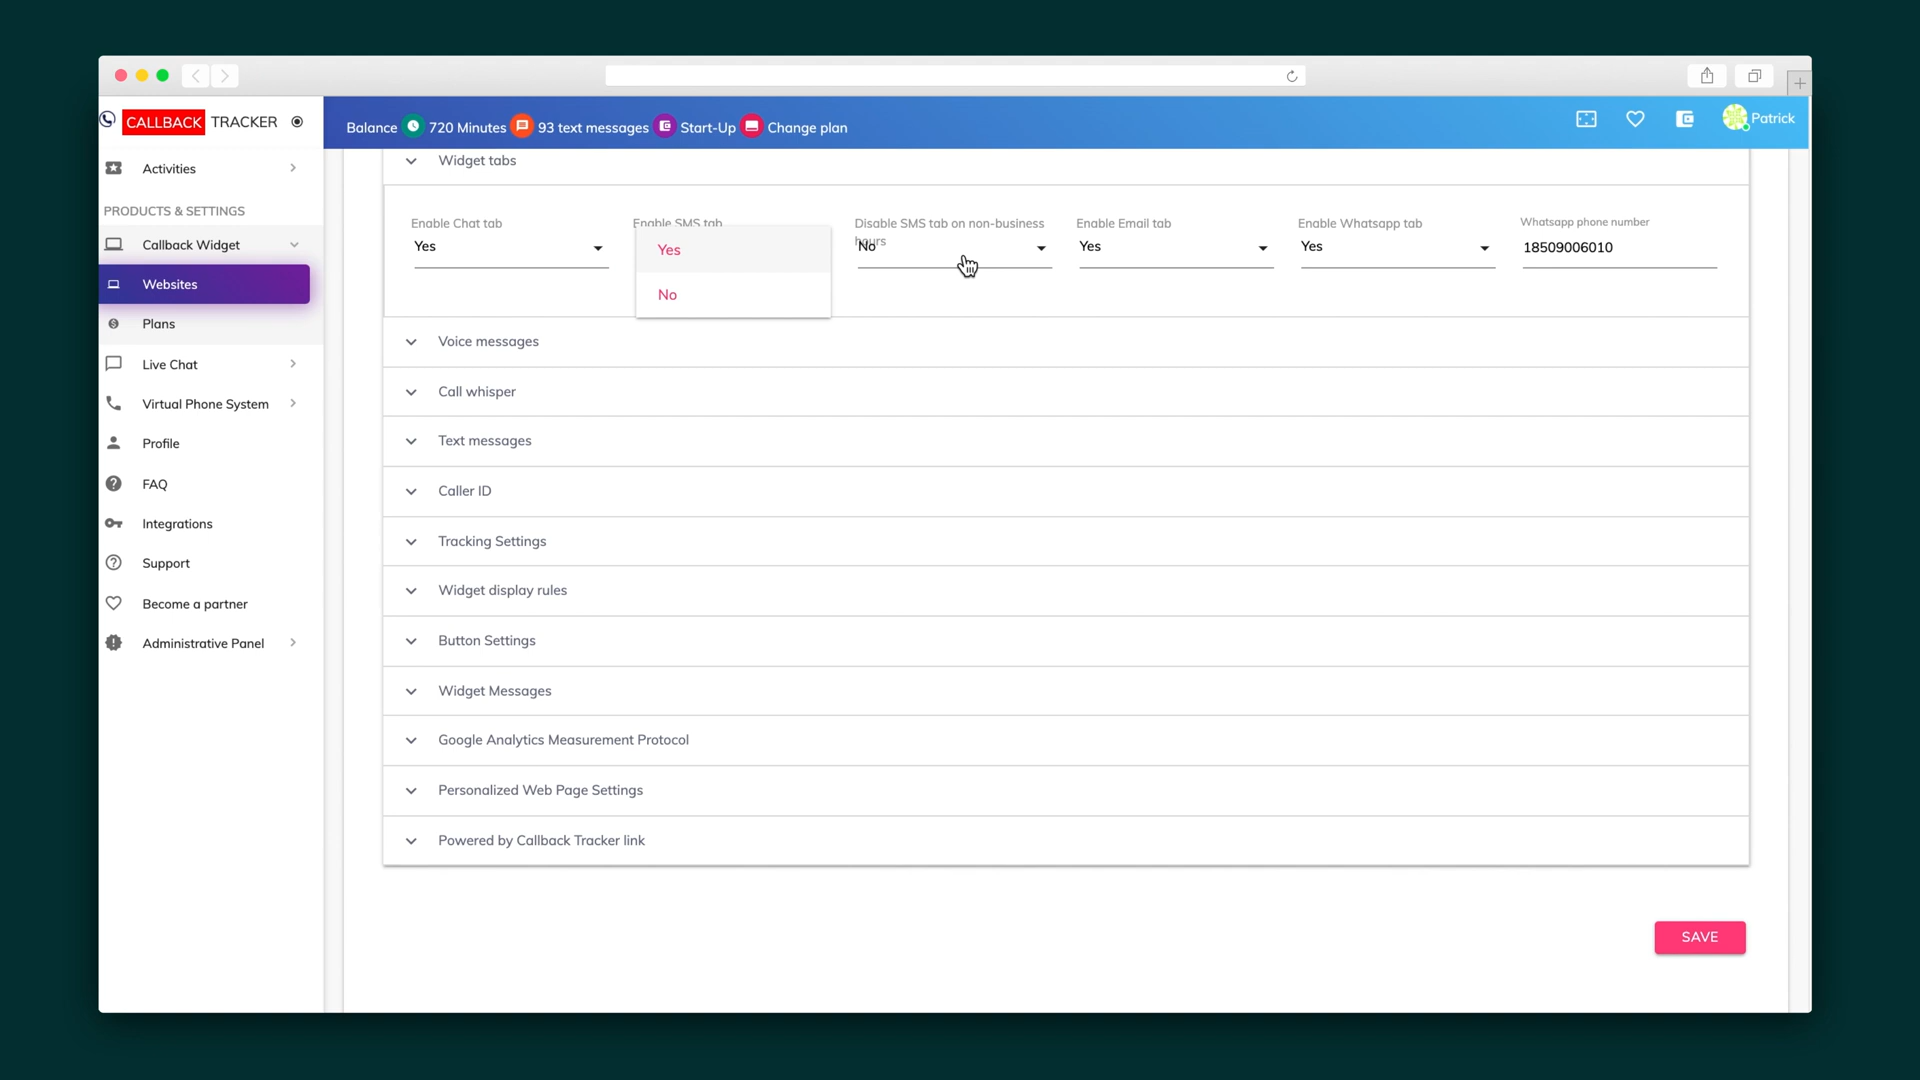 CALLBACK TRACKER
Balance 720 Minutes 93 text messages Start-Up Change plan
Patrick
Activities
PRODUCTS & SETTINGS
Callback Widget
Websites
Plans
Live Chat
Virtual Phone System
Profile
FAQ
Integrations
Support
Become a partner
Administrative Panel
Widget tabs
Enable Chat tab
Yes
Enable SMS tab
Yes
No
Disable SMS tab on non-business
hours
No
Enable Email tab
Yes
Enable Whatsapp tab
Yes
Whatsapp phone number
18509006010
Voice messages
Call whisper
Text messages
Caller ID
Tracking Settings
Widget display rules
Button Settings
Widget Messages
Google Analytics Measurement Protocol
Personalized Web Page Settings
Powered by Callback Tracker link
SAVE